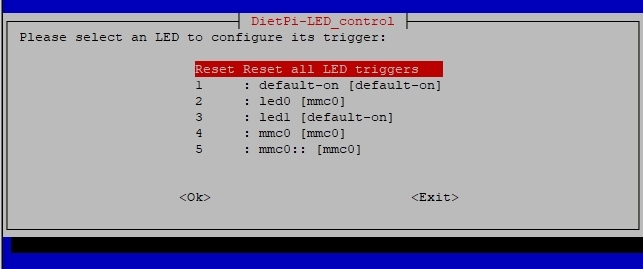 DietPi-LED_control
Please select an LED to configure its trigger:
Reset Reset all LED triggers
1 : default-on [default-on]
2 : led0 [mmc0]
3 : led1 [default-on]
4 : mmc0 [mmc0]
5 : mmc0:: [mmc0]
<Ok> <Exit>